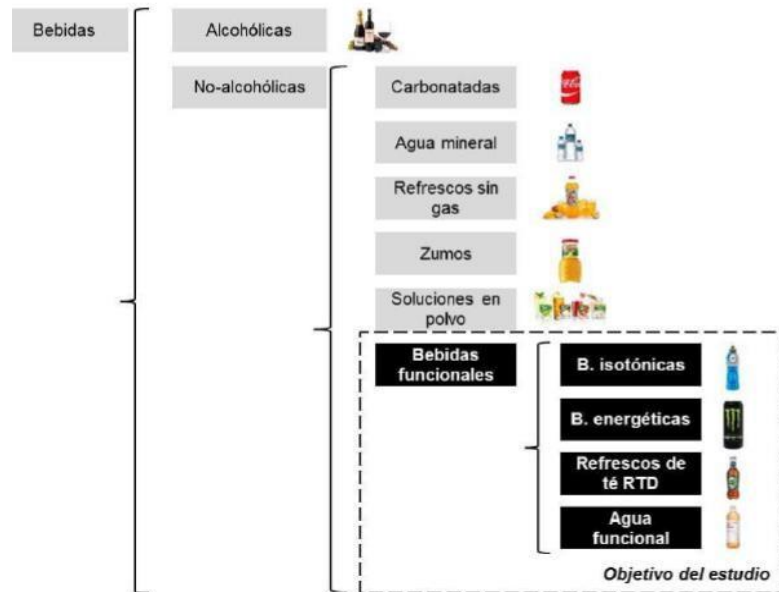 Bebidas
Alcohólicas
No-alcohólicas
Carbonatadas
Agua mineral
Refrescos sin
gas
Zumos
Soluciones en
polvo
Bebidas
funcionales
B. isotónicas
B. energéticas
Refrescos de
té RTD
Agua
funcional
Objetivo del estudio